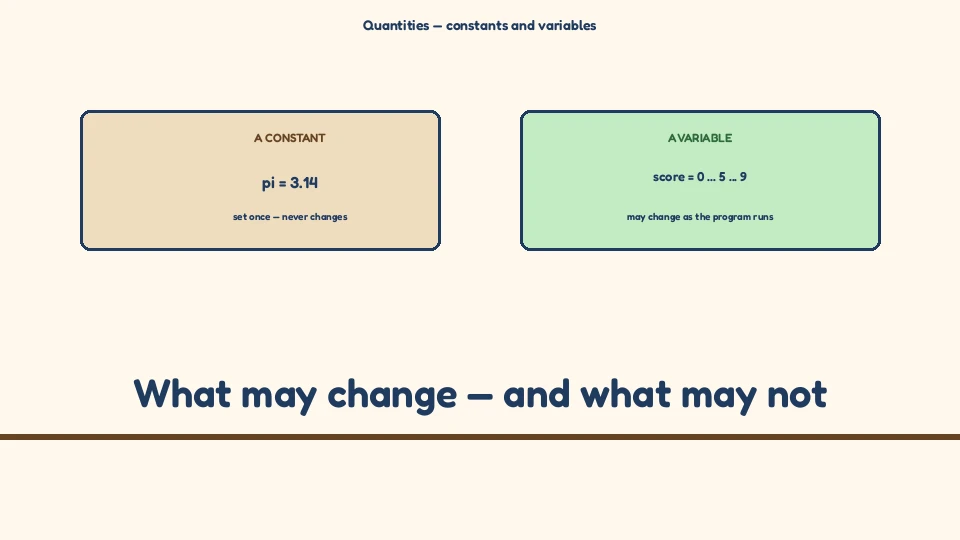 Quantities — constants and variables
A CONSTANT
pi = 3.14
set once — never changes
A VARIABLE
score = 0 ... 5 ... 9
may change as the program runs
What may change — and what may not